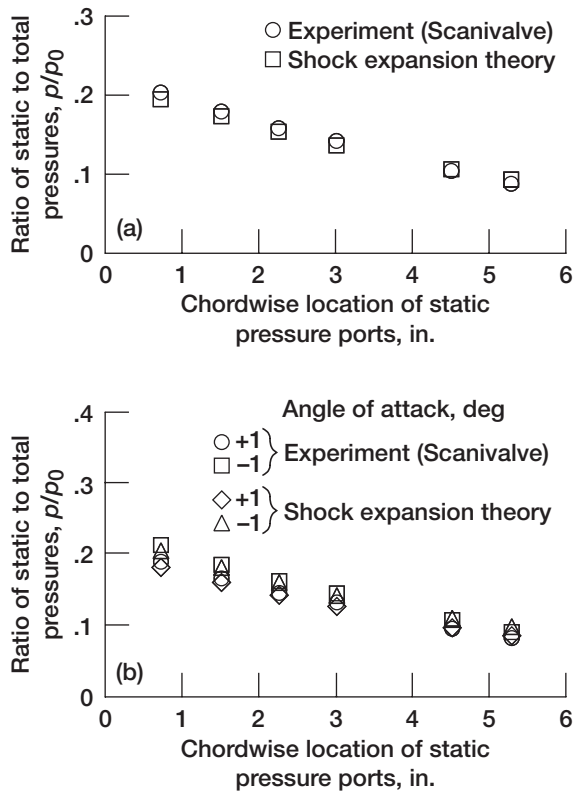 .3
.2
.1
0
Ratio of static to total
pressures, p/p0
Experiment (Scanivalve)
Shock expansion theory
(a)
0 1 2 3 4 5 6
Chordwise location of static
pressure ports, in.
.4
.3
.2
.1
0
Ratio of static to total
pressures, p/p0
Angle of attack, deg
+1
−1
Experiment (Scanivalve)
+1
−1
Shock expansion theory
(b)
0 1 2 3 4 5 6
Chordwise location of static
pressure ports, in.